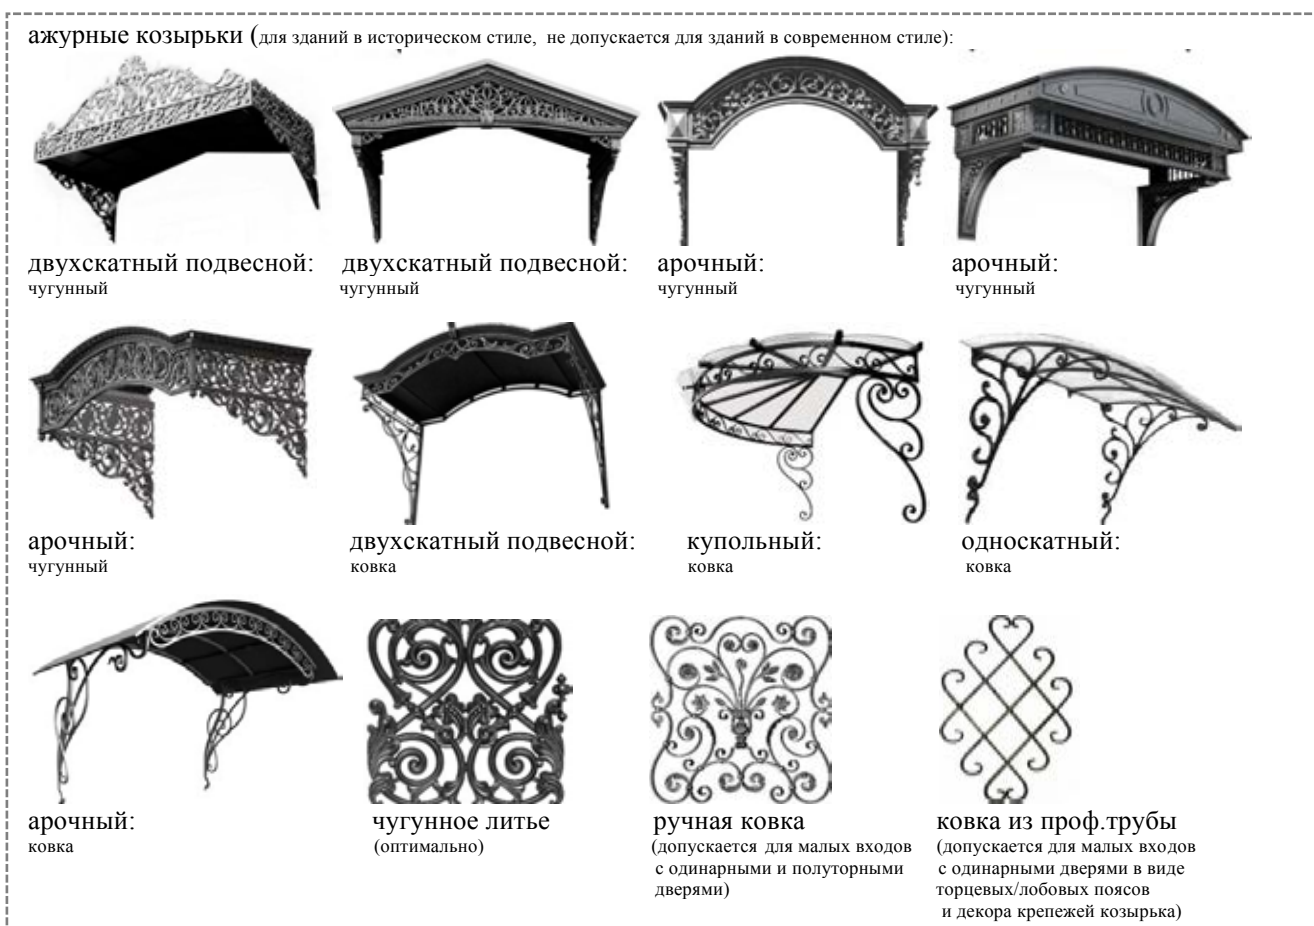 ажурные козырьки (для зданий в историческом стиле, не допускается для зданий в современном стиле):
двухскатный подвесной: двухскатный подвесной: арочный: арочный:
чугунный чугунный чугунный чугунный
арочный: двухскатный подвесной: купольный: односкатный:
чугунный ковка ковка ковка
арочный: чугунное литье ручная ковка ковка из проф.трубы
ковка (оптимально) (допускается для малых входов (допускается для малых входов
с одинарными и полуторными с одинарными дверями в виде
дверями) торцевых/лобовых поясов
и декора крепежей козырька)